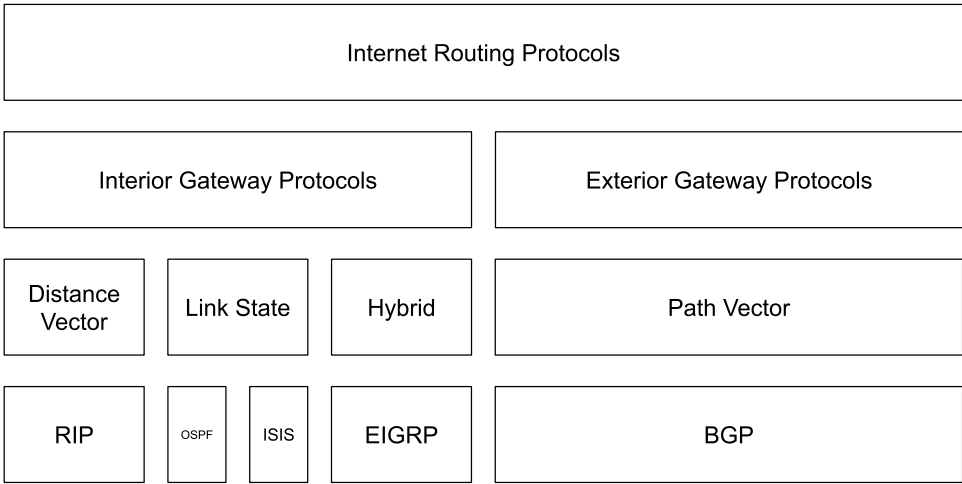 Internet Routing Protocols
Interior Gateway Protocols
Exterior Gateway Protocols
Distance
Vector
Link State
Hybrid
Path Vector
RIP
OSPF
ISIS
EIGRP
BGP